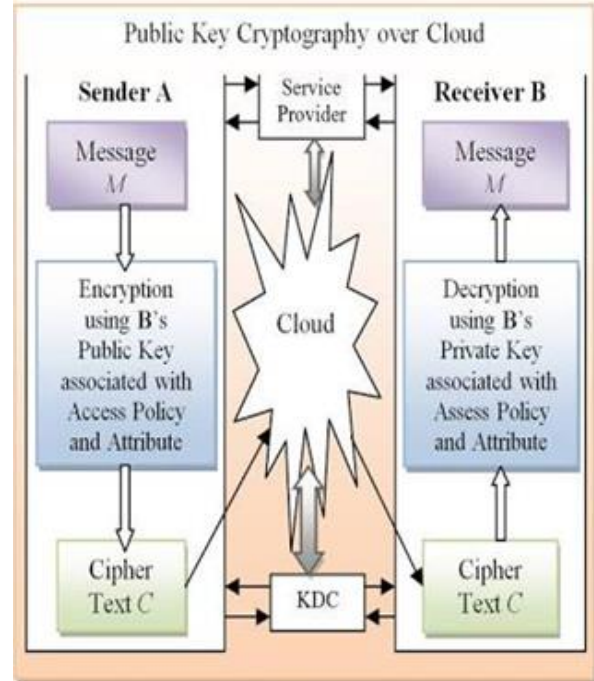 Public Key Cryptography over Cloud
Sender A
Message
M
Encryption
using B's
Public Key
associated with
Access Policy
and Attribute
Cipher
Text C
Service
Provider
Cloud
KDC
Receiver B
Message
M
Decryption
using B's
Private Key
associated with
Assess Policy
and Attribute
Cipher
Text C